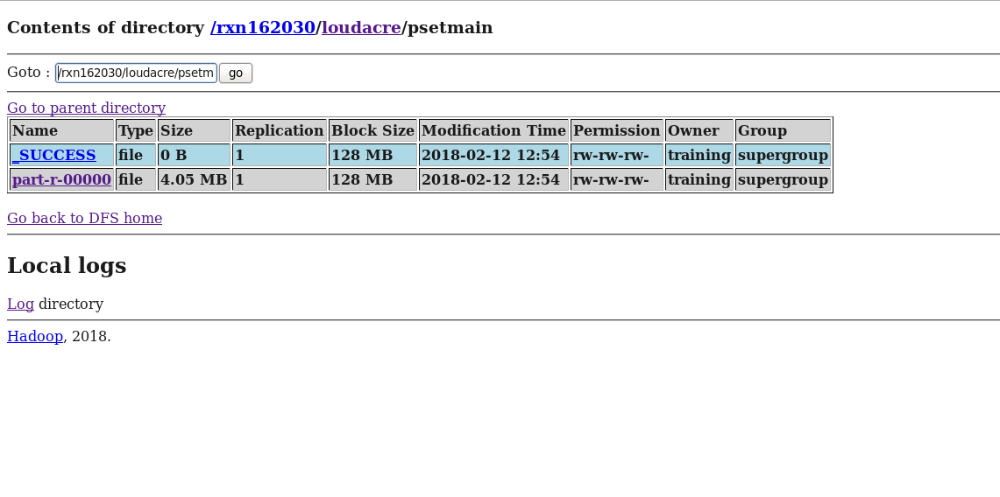 Contents of directory /rxn162030/loudacre/psetmain
Goto : /rxn162030/loudacre/psetm go
Go to parent directory
Name Type Size Replication Block Size Modification Time Permission Owner Group
_SUCCESS file 0 B 1 128 MB 2018-02-12 12:54 rw-rw-rw- training supergroup
part-r-00000 file 4.05 MB 1 128 MB 2018-02-12 12:54 rw-rw-rw- training supergroup
Go back to DFS home
Local logs
Log directory
Hadoop, 2018.